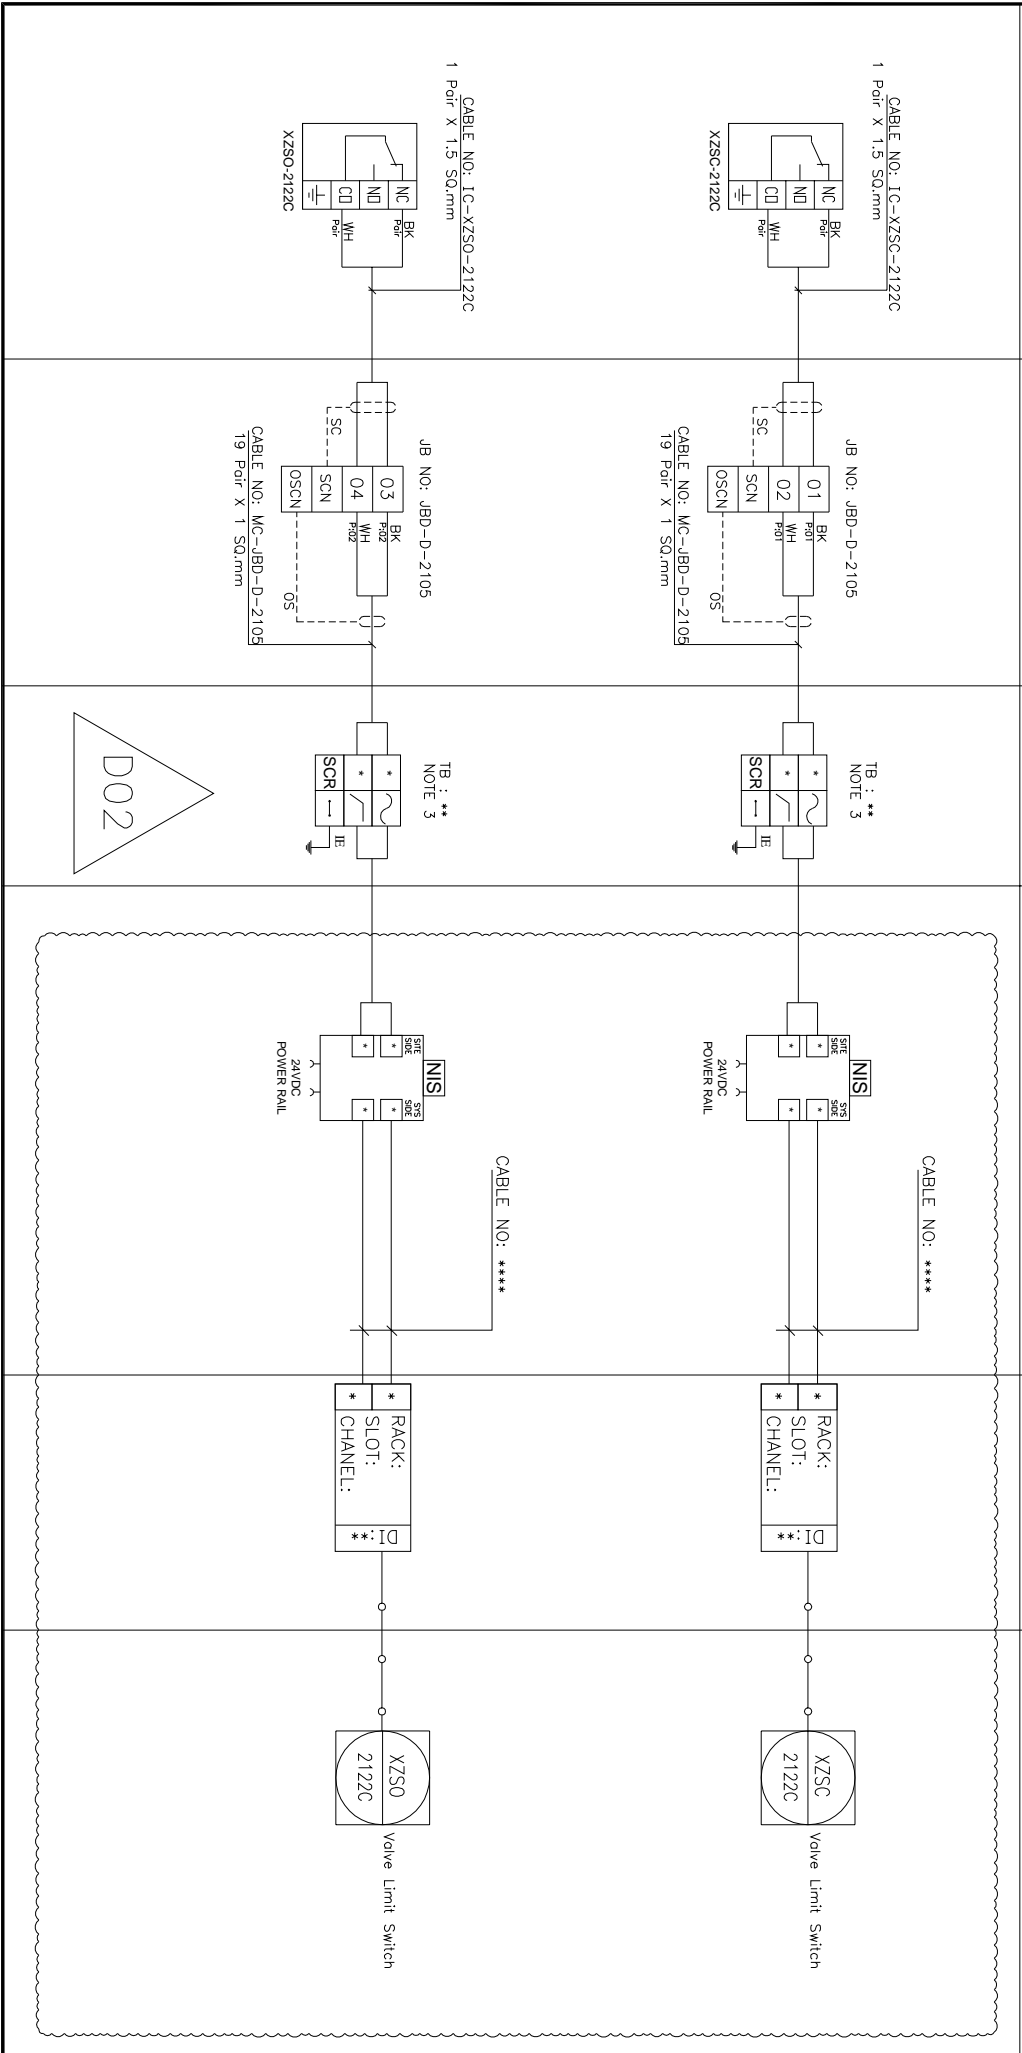 CABLE NO: IC-XZSC-2122C
1 Pair X 1.5 SQ.mm
NC
NO
CO
BK
Pair
WH
Pair
XZSC-2122C
JB NO: JBD-D-2105
01
02
SCN
OSCN
BK
P:01
WH
P:01
SC
OS
CABLE NO: MC-JBD-D-2105
19 Pair X 1 SQ.mm
TB : **
NOTE 3
*
*
SCR
IE
NIS
SITE
SIDE
SYS
SIDE
* *
* *
24VDC
POWER RAIL
CABLE NO: ****
*
*
RACK:
SLOT:
CHANEL:
DI:**
XZSC
2122C
Valve Limit Switch
CABLE NO: IC-XZSO-2122C
1 Pair X 1.5 SQ.mm
NC
NO
CO
BK
Pair
WH
Pair
XZSO-2122C
JB NO: JBD-D-2105
03
04
SCN
OSCN
BK
P:02
WH
P:02
SC
OS
CABLE NO: MC-JBD-D-2105
19 Pair X 1 SQ.mm
TB : **
NOTE 3
*
*
SCR
IE
NIS
SITE
SIDE
SYS
SIDE
* *
* *
24VDC
POWER RAIL
CABLE NO: ****
*
*
RACK:
SLOT:
CHANEL:
DI:**
XZSO
2122C
Valve Limit Switch
D02